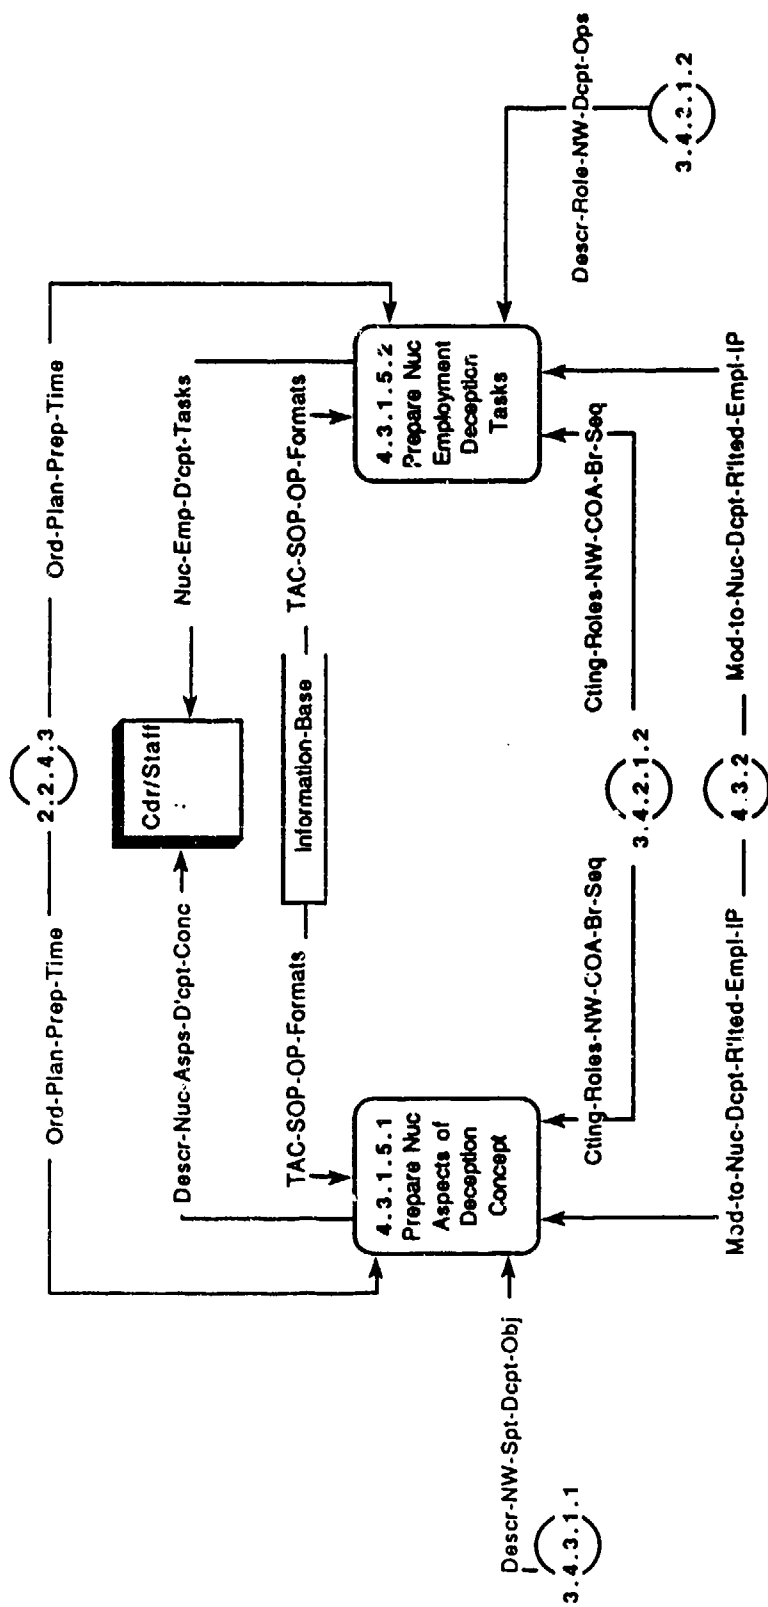 2.2.4.3
Ord-Plan-Prep-Time
Ord-Plan-Prep-Time
Cdr/Staff
Descr-Nuc-Asps-D'cpt-Conc
Nuc-Emp-D'cpt-Tasks
Information-Base
TAC-SOP-OP-Formats
TAC-SOP-OP-Formats
4.3.1.5.1
Prepare Nuc
Aspects of
Deception
Concept
4.3.1.5.2
Prepare Nuc
Employment
Deception
Tasks
Descr-NW-Spt-Dcpt-Obj
3.4.3.1.1
Descr-Role-NW-Dcpt-Ops
3.4.3.1.2
Cting-Roles-NW-COA-Br-Seq
Cting-Roles-NW-COA-Br-Seq
3.4.2.1.2
Mod-to-Nuc-Dcpt-R'lted-Empl-IP
Mod-to-Nuc-Dcpt-R'lted-Empl-IP
4.3.2